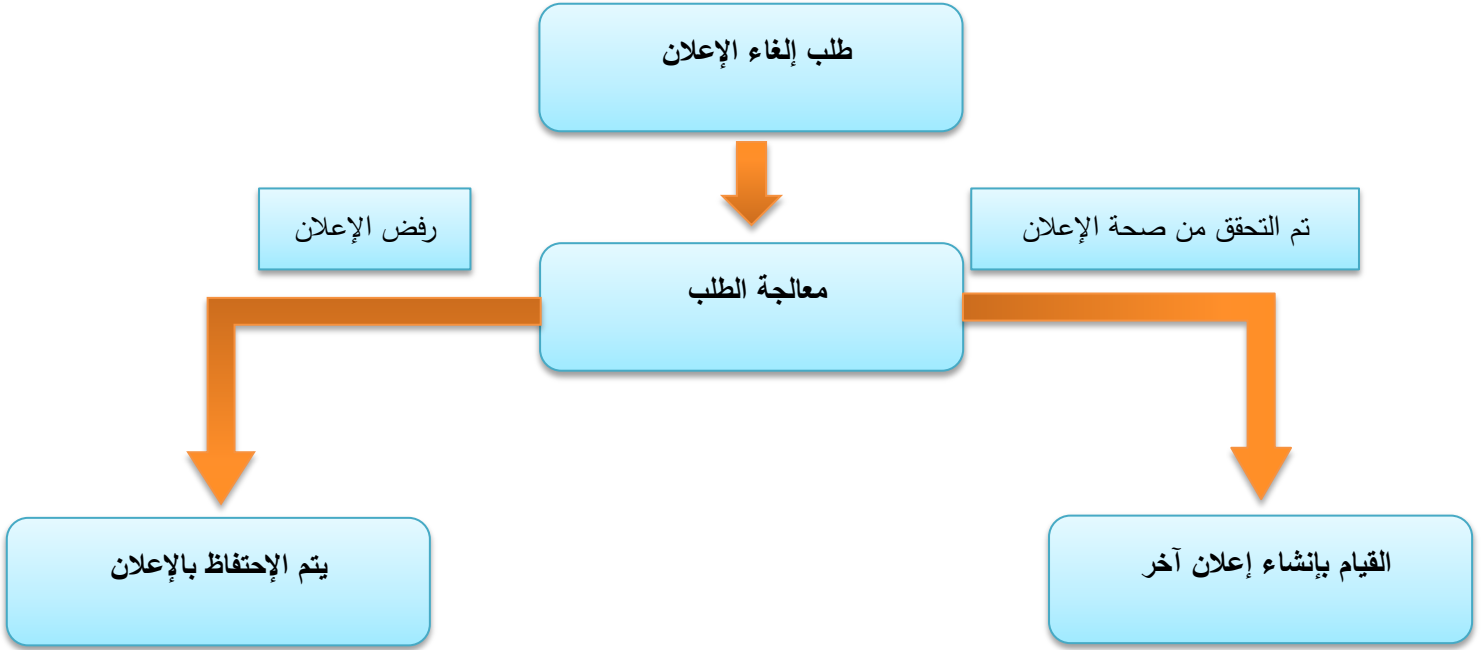 طلب إلغاء الإعلان
تم التحقق من صحة الإعلان
رفض الإعلان
معالجة الطلب
القيام بإنشاء إعلان آخر
يتم الإحتفاظ بالإعلان